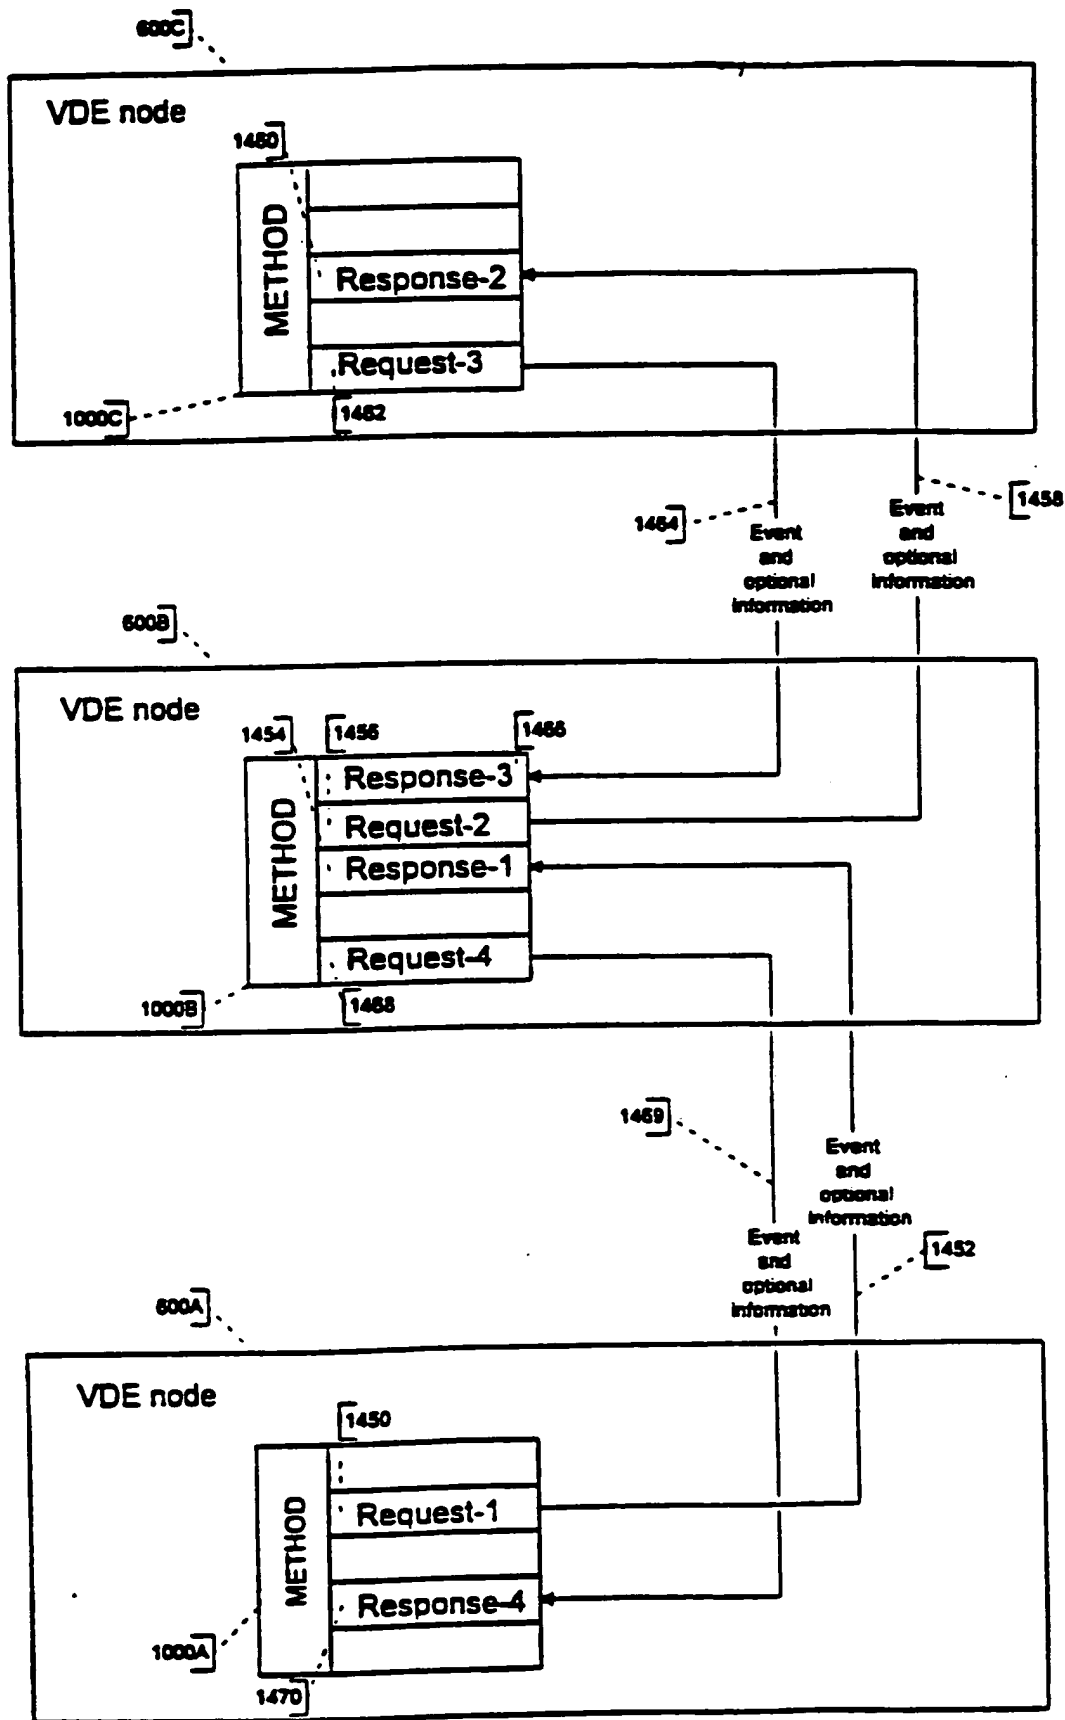 600C
VDE node
1460
METHOD
Response-2
Request-3
1000C
1462
1464
1458
Event
and
optional
information
Event
and
optional
information
600B
VDE node
1454
1456
1466
METHOD
Response-3
Request-2
Response-1
Request-4
1000B
1468
1469
Event
and
optional
information
Event
and
optional
information
1452
600A
VDE node
1450
METHOD
Request-1
Response-4
1000A
1470